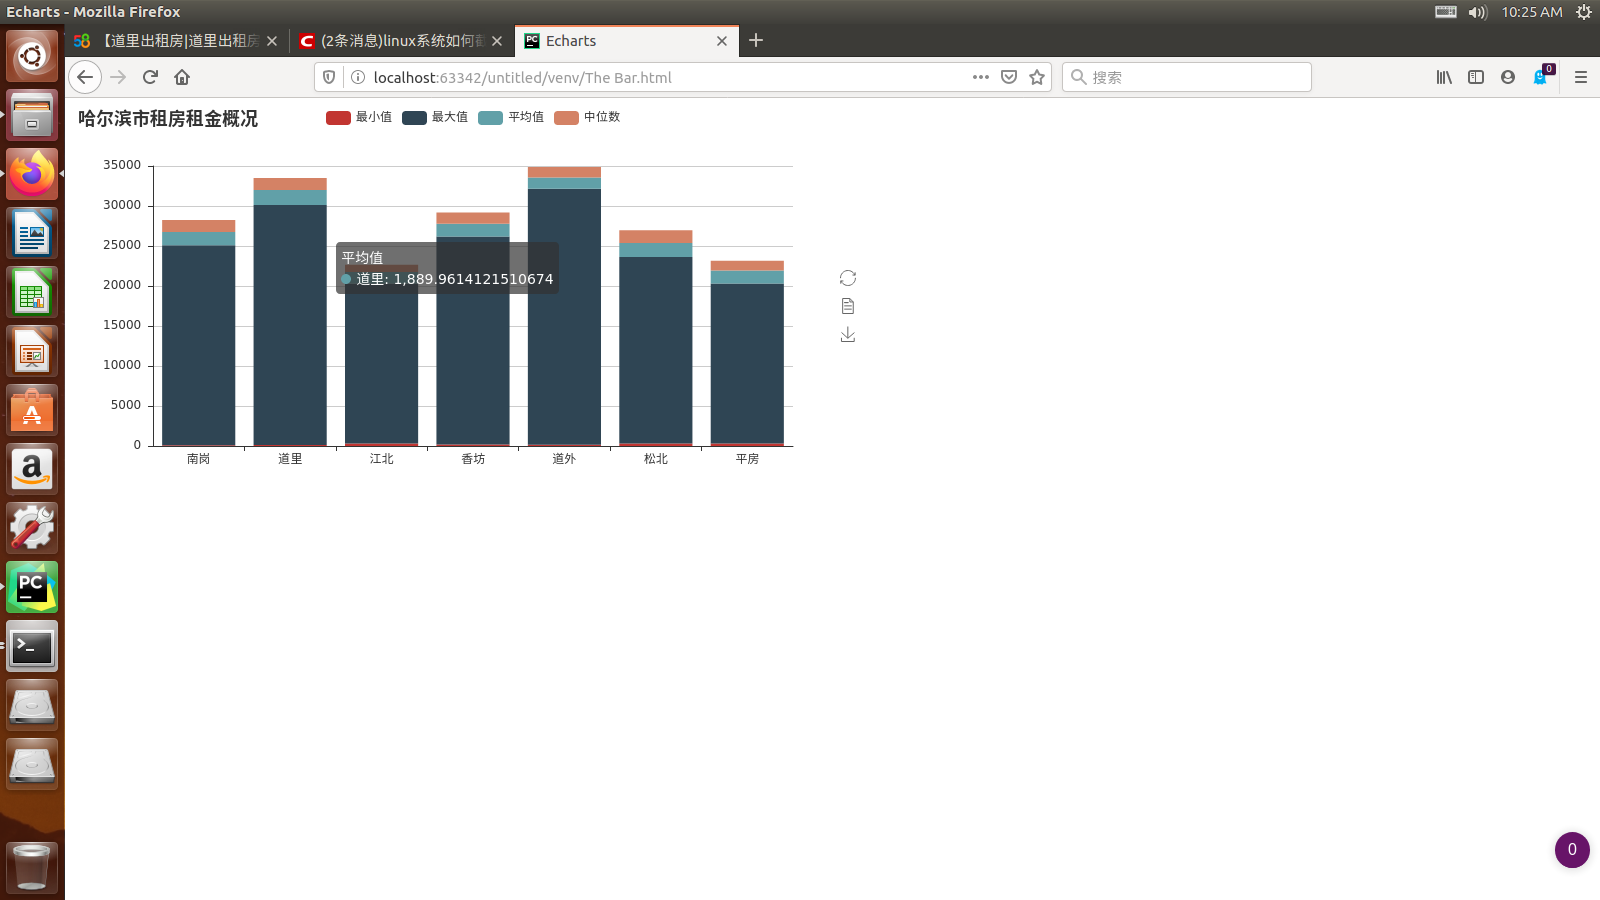 Echarts - Mozilla Firefox
10:25 AM
58 【道里出租房|道里出租房
C (2条消息)linux系统如何
PC Echarts
localhost:63342/untitled/venv/The Bar.html
搜索
0
哈尔滨市租房租金概况
最小值 最大值 平均值 中位数
35000
30000
25000
20000
15000
10000
5000
0
平均值
道里: 1,889.9614121510674
南岗 道里 江北 香坊 道外 松北 平房
A
a
PC
>_
0